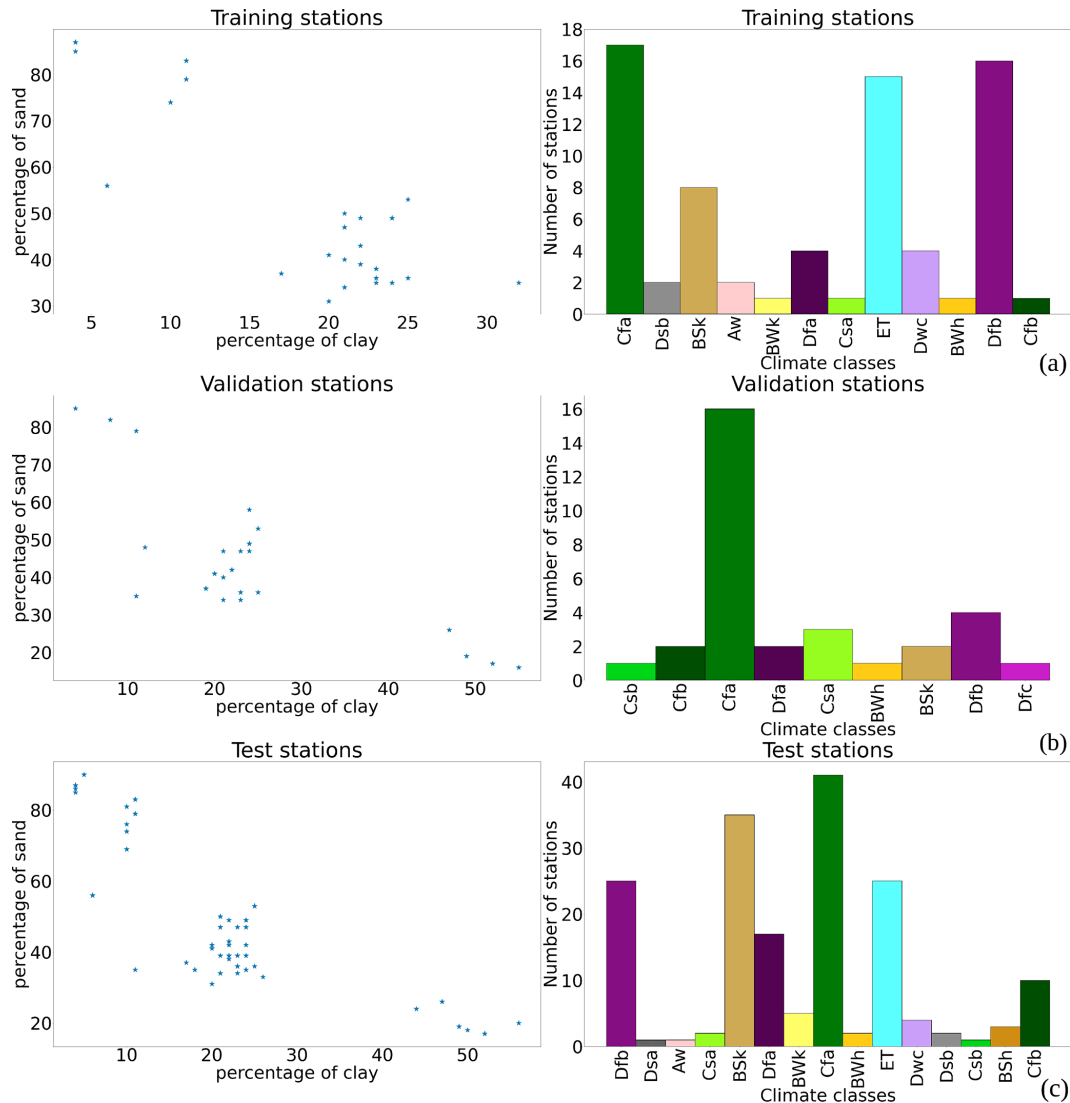 Training stations
percentage of sand
80
70
60
50
40
30
5 10 15 20 25 30
percentage of clay
Training stations
Number of stations
18
16
14
12
10
8
6
4
2
0
Cfa Dsb BSk Aw BWk Dfa Csa ET Dwc BWh Dfb Cfb
Climate classes
(a)
Validation stations
percentage of sand
80
70
60
50
40
30
20
10 20 30 40 50
percentage of clay
Validation stations
Number of stations
16
14
12
10
8
6
4
2
0
Csb Cfb Cfa Dfa Csa BWh BSk Dfb Dfc
Climate classes
(b)
Test stations
percentage of sand
80
60
40
20
10 20 30 40 50
percentage of clay
Test stations
Number of stations
40
30
20
10
0
Dfb Dsa Aw Csa BSk Dfa BWk Cfa BWh ET Dwc Dsb Csb BSh Cfb
Climate classes
(c)